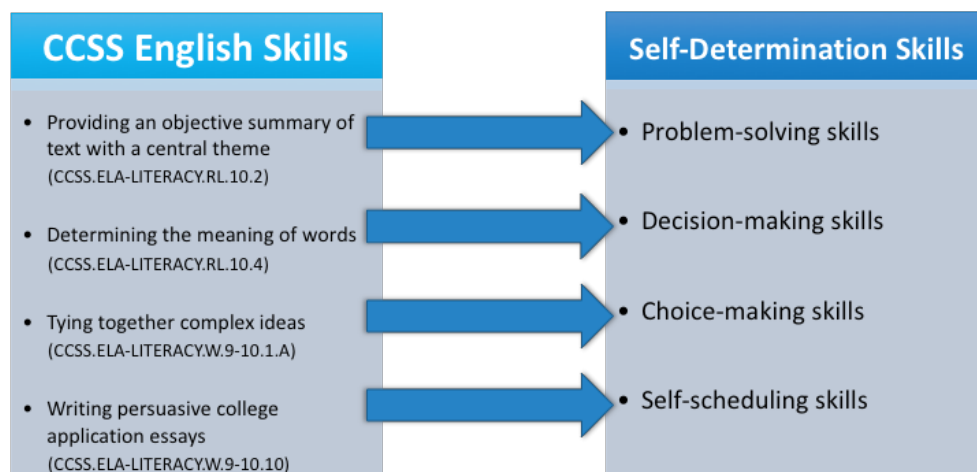 CCSS English Skills
• Providing an objective summary of
text with a central theme
(CCSS.ELA-LITERACY.RL.10.2)
• Determining the meaning of words
(CCSS.ELA-LITERACY.RL.10.4)
• Tying together complex ideas
(CCSS.ELA-LITERACY.W.9-10.1.A)
• Writing persuasive college
application essays
(CCSS.ELA-LITERACY.W.9-10.10)
Self-Determination Skills
• Problem-solving skills
• Decision-making skills
• Choice-making skills
• Self-scheduling skills